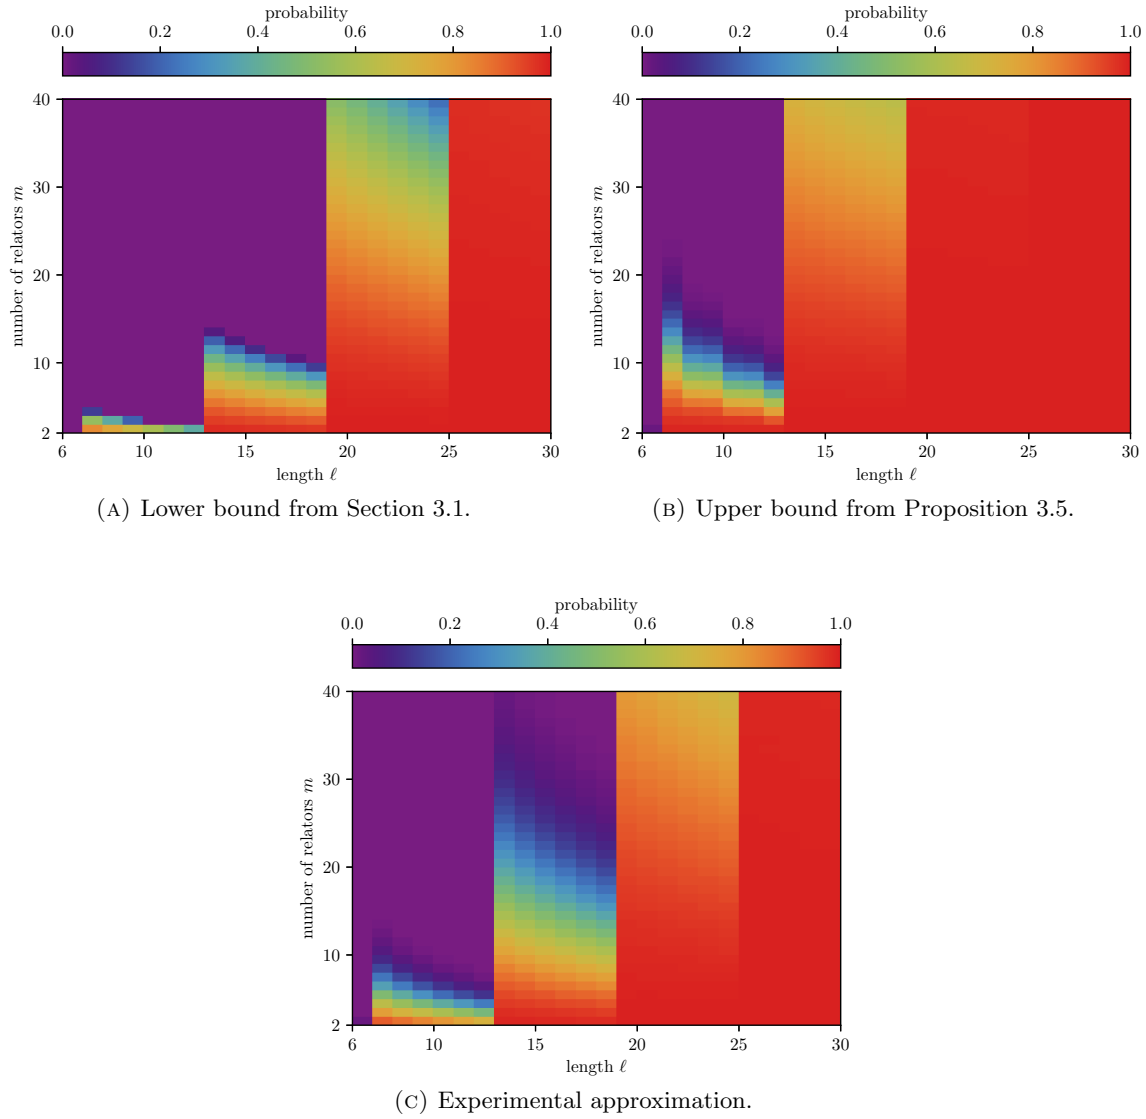 probability
probability
0.0 0.2 0.4 0.6 0.8 1.0
0.0 0.2 0.4 0.6 0.8 1.0
number of relators m
40
30
20
10
2
6 10 15 20 25 30
length ℓ
number of relators m
40
30
20
10
2
6 10 15 20 25 30
length ℓ
(A) Lower bound from Section 3.1.
(B) Upper bound from Proposition 3.5.
probability
0.0 0.2 0.4 0.6 0.8 1.0
number of relators m
40
30
20
10
2
6 10 15 20 25 30
length ℓ
(C) Experimental approximation.